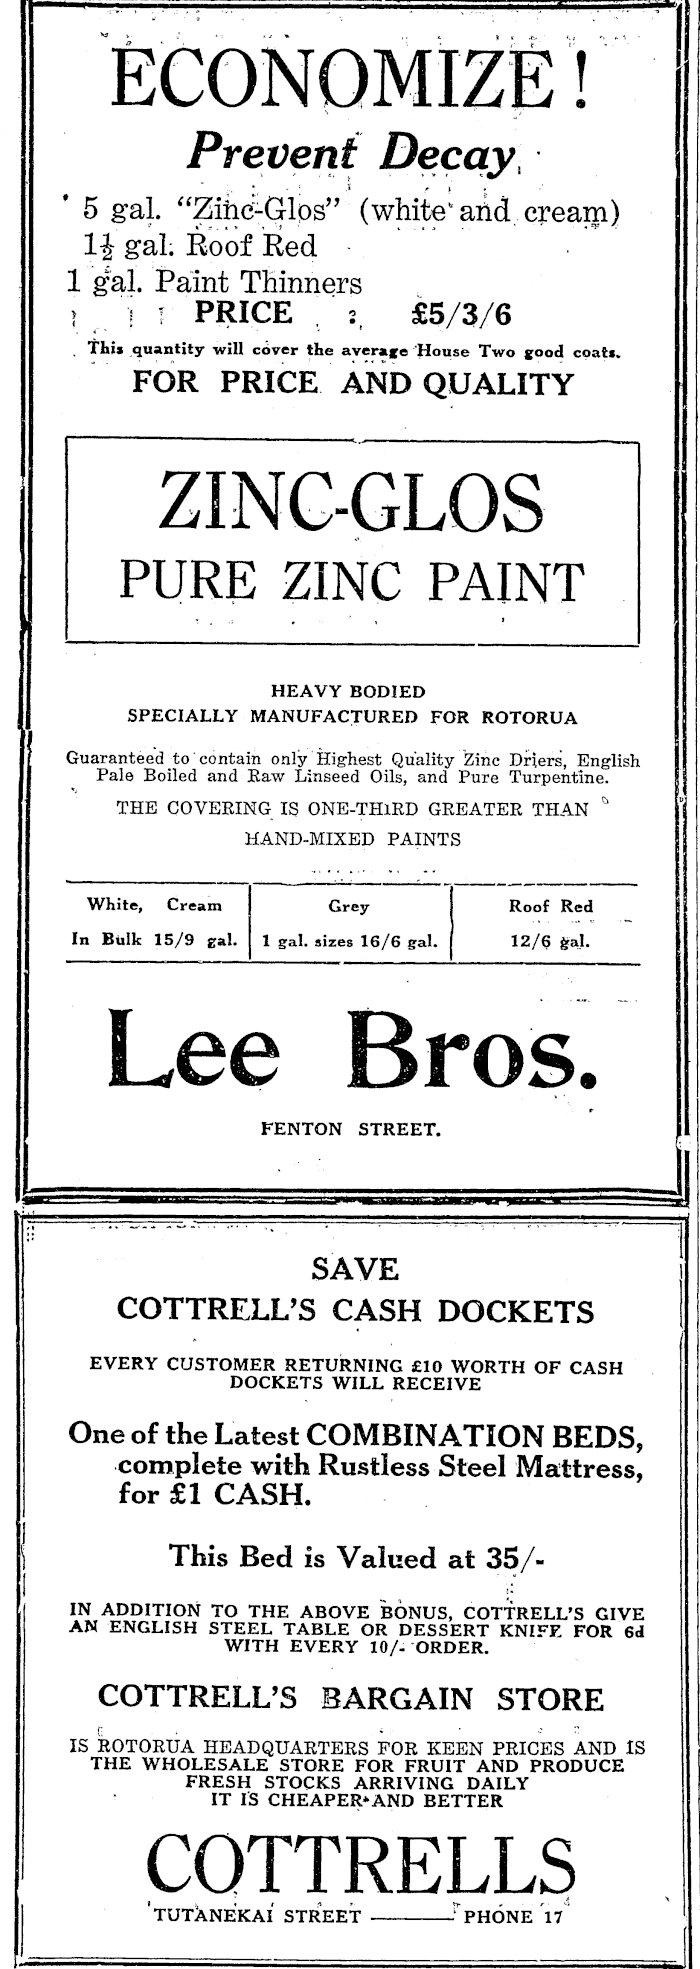 ECONOMIZE!
Prevent Decay
5 gal. “Zinc-Glos” (white and cream)
1½ gal. Roof Red
1 gal. Paint Thinners
PRICE : £5/3/6
This quantity will cover the average House Two good coats.
FOR PRICE AND QUALITY
ZINC-GLOS
PURE ZINC PAINT
HEAVY BODIED
SPECIALLY MANUFACTURED FOR ROTORUA
Guaranteed to contain only Highest Quality Zinc Driers, English
Pale Boiled and Raw Linseed Oils, and Pure Turpentine.
THE COVERING IS ONE-THIRD GREATER THAN
HAND-MIXED PAINTS
White, Cream Grey Roof Red
In Bulk 15/9 gal. 1 gal. sizes 16/6 gal. 12/6 gal.
Lee Bros.
FENTON STREET.
SAVE
COTTRELL’S CASH DOCKETS
EVERY CUSTOMER RETURNING £10 WORTH OF CASH
DOCKETS WILL RECEIVE
One of the Latest COMBINATION BEDS,
complete with Rustless Steel Mattress,
for £1 CASH.
This Bed is Valued at 35/-
IN ADDITION TO THE ABOVE BONUS, COTTRELL’S GIVE
AN ENGLISH STEEL TABLE OR DESSERT KNIFE FOR 6d
WITH EVERY 10/- ORDER.
COTTRELL’S BARGAIN STORE
IS ROTORUA HEADQUARTERS FOR KEEN PRICES AND IS
THE WHOLESALE STORE FOR FRUIT AND PRODUCE
FRESH STOCKS ARRIVING DAILY
IT IS CHEAPER AND BETTER
COTTRELLS
TUTANEKAI STREET ——— PHONE 17